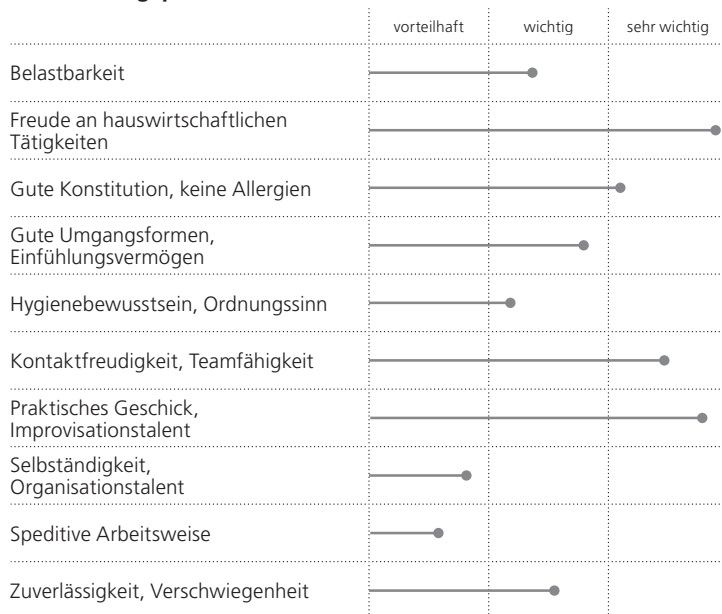 vorteilhaft wichtig sehr wichtig
Belastbarkeit
Freude an hauswirtschaftlichen
Tätigkeiten
Gute Konstitution, keine Allergien
Gute Umgangsformen,
Einfühlungsvermögen
Hygienebewusstsein, Ordnungssinn
Kontaktfreudigkeit, Teamfähigkeit
Praktisches Geschick,
Improvisationstalent
Selbständigkeit,
Organisationstalent
Speditive Arbeitsweise
Zuverlässigkeit, Verschwiegenheit